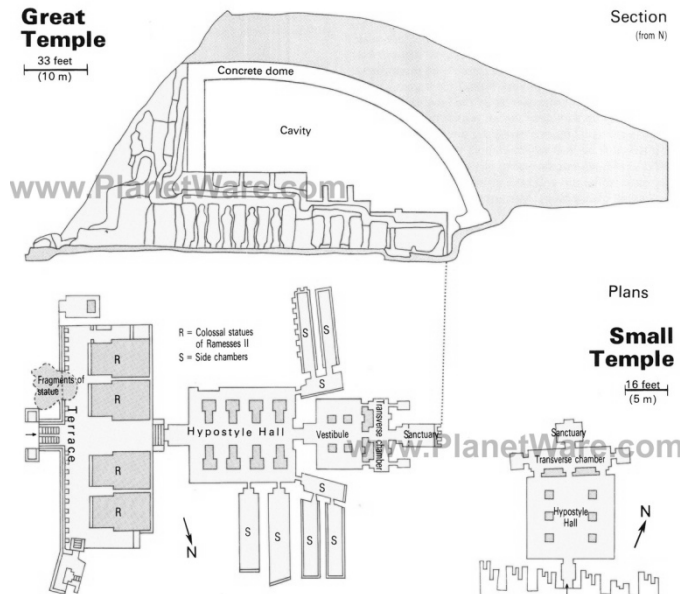 Great
Temple
33 feet
(10 m)
Section
(from N)
Concrete dome
Cavity
www.PlanetWare.com
Plans
Small
Temple
16 feet
(5 m)
R = Colossal statues
of Ramesses II
S = Side chambers
R
R
R
R
Fragments of
statue
Terrace
Hypostyle Hall
Vestibule
Transverse
chamber
Sanctuary
S
S
S
S
S
S
S
S
N
www.PlanetWare.com
Sanctuary
Transverse chamber
Hypostyle
Hall
N